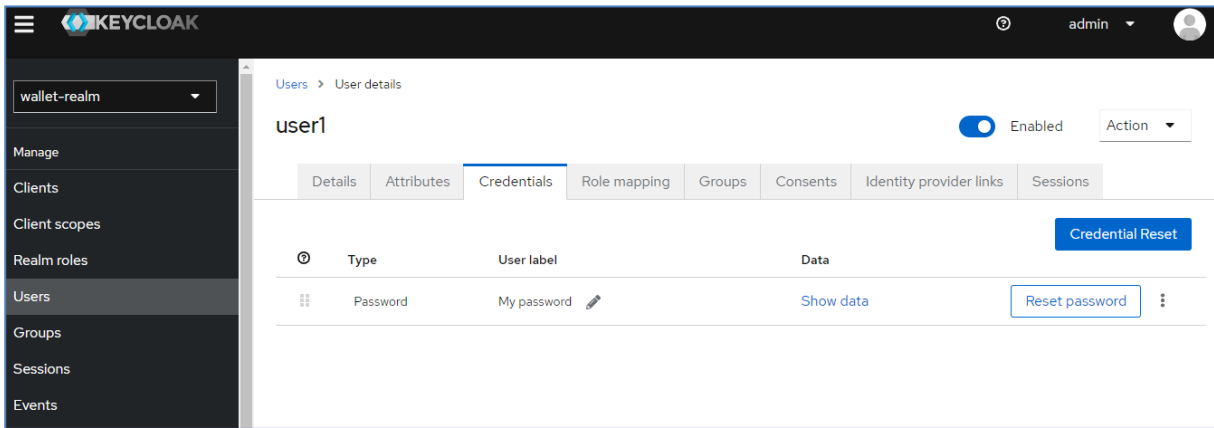 KEYCLOAK
admin
wallet-realm
Manage
Clients
Client scopes
Realm roles
Users
Groups
Sessions
Events
Users > User details
user1
Enabled
Action
Details Attributes Credentials Role mapping Groups Consents Identity provider links Sessions
Credential Reset
Type User label Data
Password My password Show data Reset password